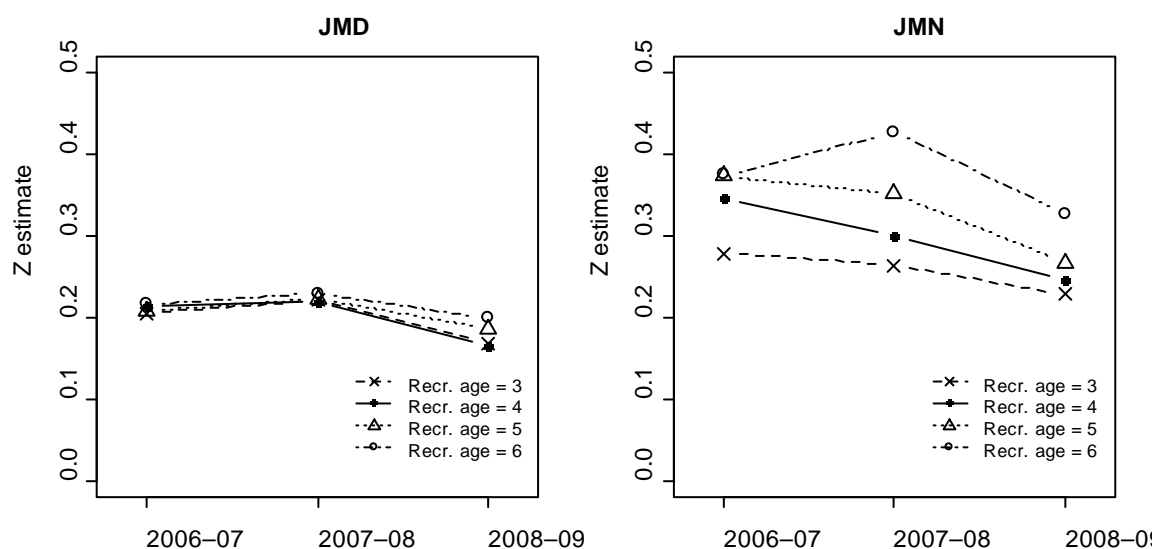 JMD
Z estimate
0.5
0.4
0.3
0.2
0.1
0.0
Recr. age = 3
Recr. age = 4
Recr. age = 5
Recr. age = 6
2006–07 2007–08 2008–09
JMN
Z estimate
0.5
0.4
0.3
0.2
0.1
0.0
Recr. age = 3
Recr. age = 4
Recr. age = 5
Recr. age = 6
2006–07 2007–08 2008–09